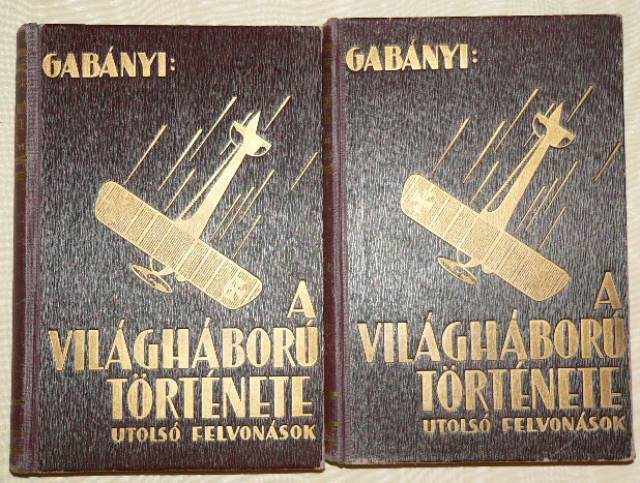 GABÁNYI:
A
VILÁGHÁBORÚ
TÖRTÉNETE
UTOLSÓ FELVONÁSOK
GABÁNYI:
A
VILÁGHÁBORÚ
TÖRTÉNETE
UTOLSÓ FELVONÁSOK